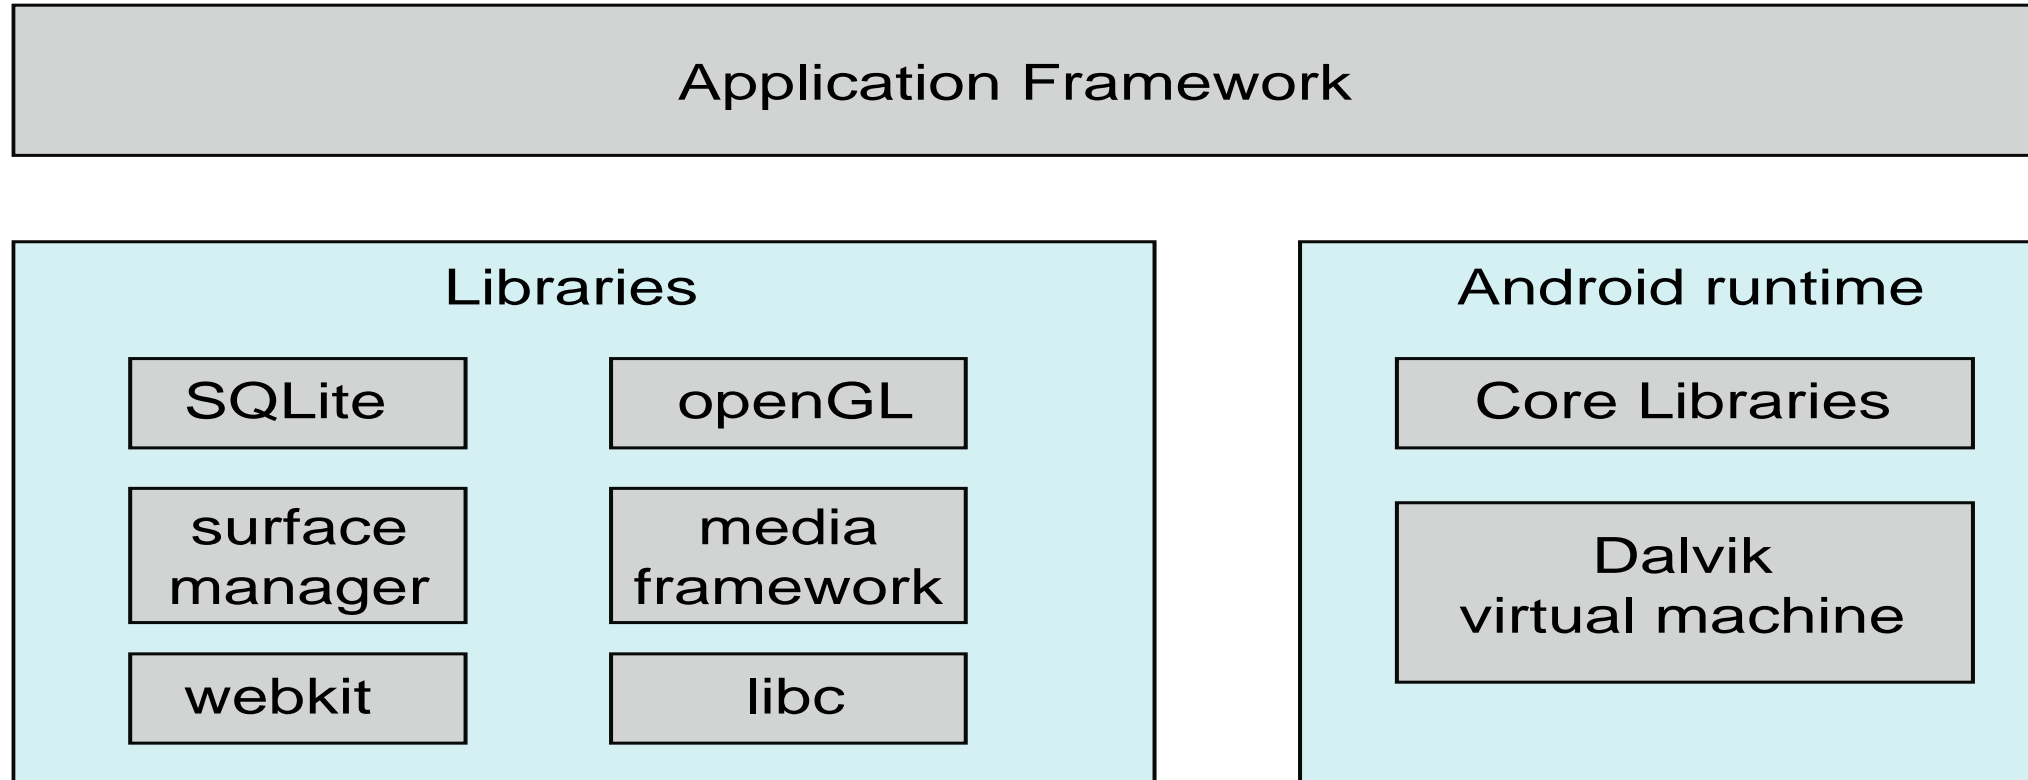 Application Framework
Libraries
SQLite
openGL
surface
manager
media
framework
webkit
libc
Android runtime
Core Libraries
Dalvik
virtual machine